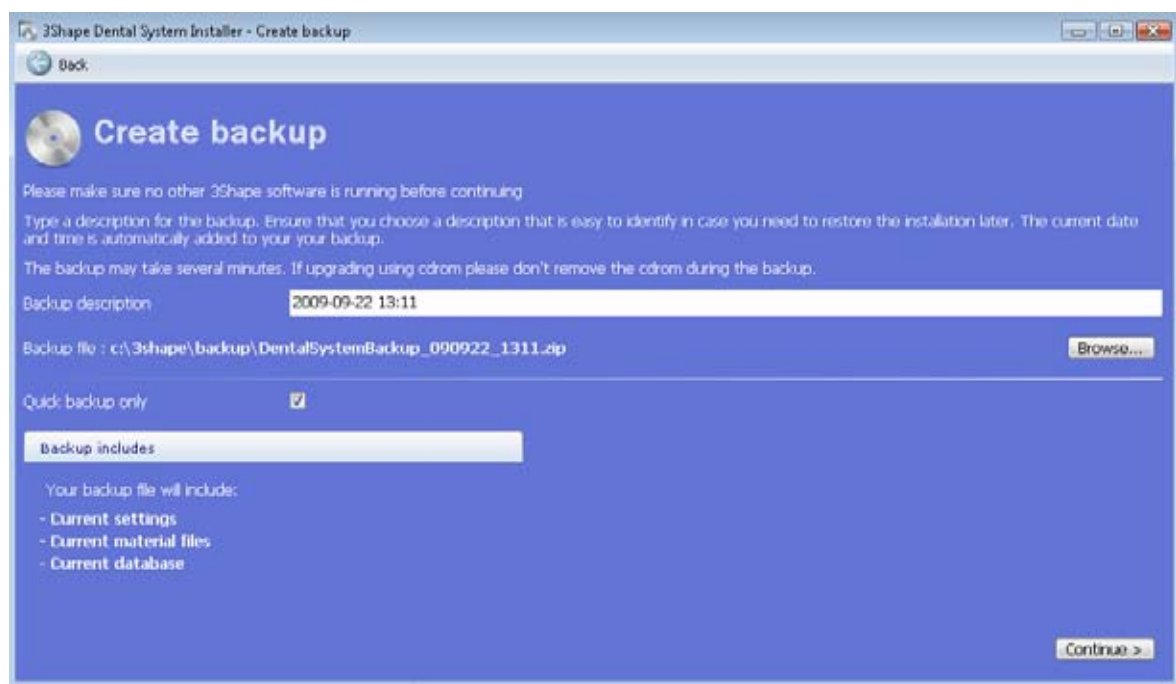 3Shape Dental System Installer - Create backup
Back
Create backup
Please make sure no other 3Shape software is running before continuing
Type a description for the backup. Ensure that you choose a description that is easy to identify in case you need to restore the installation later. The current date
and time is automatically added to your your backup.
The backup may take several minutes. If upgrading using cdrom please don't remove the cdrom during the backup.
Backup description
2009-09-22 13:11
Backup file : c:\3shape\backup\DentalSystemBackup_090922_1311.zip
Browse...
Quick backup only
Backup includes
Your backup file will include:
- Current settings
- Current material files
- Current database
Continue >